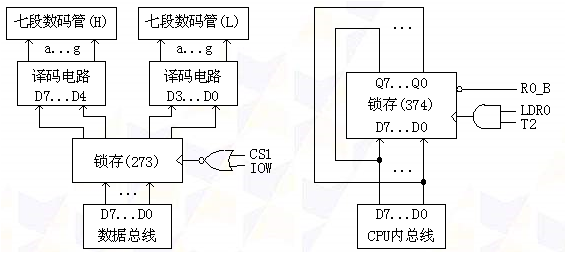 七段数码管(H)
七段数码管(L)
a...g
a...g
译码电路
D7...D4
译码电路
D3...D0
锁存(273)
CS1
IOW
...
D7...D0
数据总线
...
Q7...Q0
锁存(374)
D7...D0
R0_B
LDR0
T2
...
D7...D0
CPU内总线